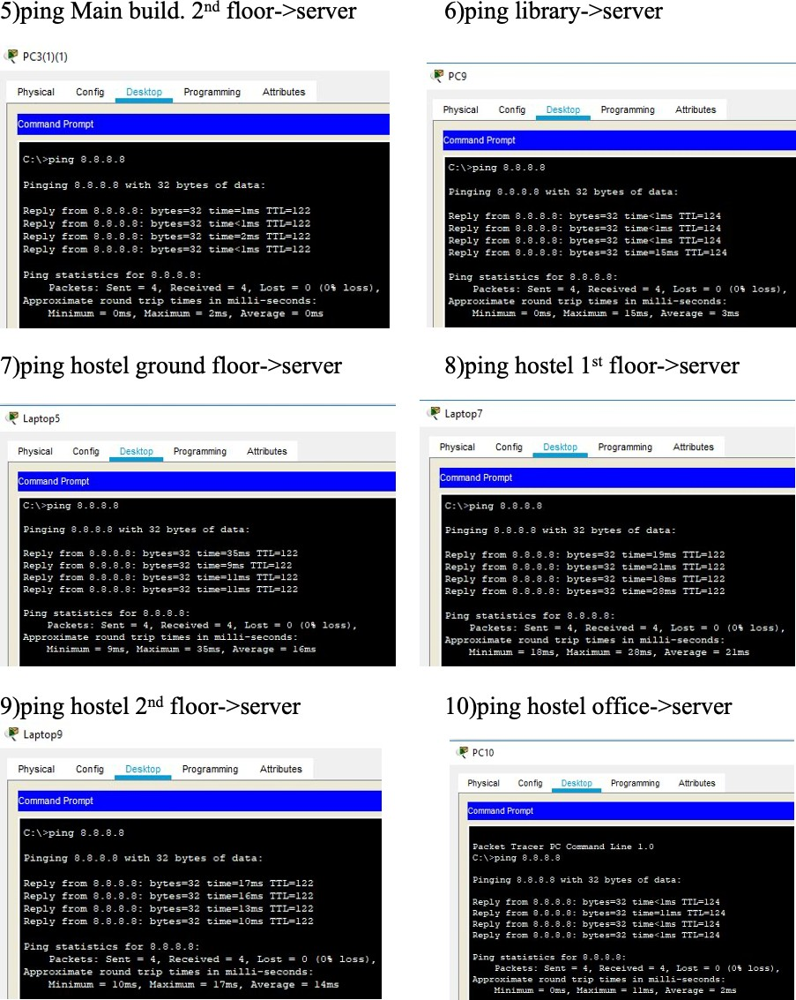 5)ping Main build. 2nd floor->server
PC3(1)(1)
Physical Config Desktop Programming Attributes
Command Prompt
C:\>ping 8.8.8.8
Pinging 8.8.8.8 with 32 bytes of data:
Reply from 8.8.8.8: bytes=32 time=1ms TTL=122
Reply from 8.8.8.8: bytes=32 time<1ms TTL=122
Reply from 8.8.8.8: bytes=32 time=2ms TTL=122
Reply from 8.8.8.8: bytes=32 time<1ms TTL=122
Ping statistics for 8.8.8.8:
Packets: Sent = 4, Received = 4, Lost = 0 (0% loss),
Approximate round trip times in milli-seconds:
Minimum = 0ms, Maximum = 2ms, Average = 0ms
6)ping library->server
PC9
Physical Config Desktop Programming Attributes
Command Prompt
C:\>ping 8.8.8.8
Pinging 8.8.8.8 with 32 bytes of data:
Reply from 8.8.8.8: bytes=32 time<1ms TTL=124
Reply from 8.8.8.8: bytes=32 time<1ms TTL=124
Reply from 8.8.8.8: bytes=32 time<1ms TTL=124
Reply from 8.8.8.8: bytes=32 time=15ms TTL=124
Ping statistics for 8.8.8.8:
Packets: Sent = 4, Received = 4, Lost = 0 (0% loss),
Approximate round trip times in milli-seconds:
Minimum = 0ms, Maximum = 15ms, Average = 3ms
7)ping hostel ground floor->server
Laptop5
Physical Config Desktop Programming Attributes
Command Prompt
C:\>ping 8.8.8.8
Pinging 8.8.8.8 with 32 bytes of data:
Reply from 8.8.8.8: bytes=32 time=35ms TTL=122
Reply from 8.8.8.8: bytes=32 time=9ms TTL=122
Reply from 8.8.8.8: bytes=32 time=11ms TTL=122
Reply from 8.8.8.8: bytes=32 time=11ms TTL=122
Ping statistics for 8.8.8.8:
Packets: Sent = 4, Received = 4, Lost = 0 (0% loss),
Approximate round trip times in milli-seconds:
Minimum = 9ms, Maximum = 35ms, Average = 16ms
8)ping hostel 1st floor->server
Laptop7
Physical Config Desktop Programming Attributes
Command Prompt
C:\>ping 8.8.8.8
Pinging 8.8.8.8 with 32 bytes of data:
Reply from 8.8.8.8: bytes=32 time=19ms TTL=122
Reply from 8.8.8.8: bytes=32 time=21ms TTL=122
Reply from 8.8.8.8: bytes=32 time=18ms TTL=122
Reply from 8.8.8.8: bytes=32 time=28ms TTL=122
Ping statistics for 8.8.8.8:
Packets: Sent = 4, Received = 4, Lost = 0 (0% loss),
Approximate round trip times in milli-seconds:
Minimum = 18ms, Maximum = 28ms, Average = 21ms
9)ping hostel 2nd floor->server
Laptop9
Physical Config Desktop Programming Attributes
Command Prompt
C:\>ping 8.8.8.8
Pinging 8.8.8.8 with 32 bytes of data:
Reply from 8.8.8.8: bytes=32 time=17ms TTL=122
Reply from 8.8.8.8: bytes=32 time=16ms TTL=122
Reply from 8.8.8.8: bytes=32 time=13ms TTL=122
Reply from 8.8.8.8: bytes=32 time=10ms TTL=122
Ping statistics for 8.8.8.8:
Packets: Sent = 4, Received = 4, Lost = 0 (0% loss),
Approximate round trip times in milli-seconds:
Minimum = 10ms, Maximum = 17ms, Average = 14ms
10)ping hostel office->server
PC10
Physical Config Desktop Programming Attributes
Command Prompt
Packet Tracer PC Command Line 1.0
C:\>ping 8.8.8.8
Pinging 8.8.8.8 with 32 bytes of data:
Reply from 8.8.8.8: bytes=32 time<1ms TTL=124
Reply from 8.8.8.8: bytes=32 time=11ms TTL=124
Reply from 8.8.8.8: bytes=32 time<1ms TTL=124
Reply from 8.8.8.8: bytes=32 time<1ms TTL=124
Ping statistics for 8.8.8.8:
Packets: Sent = 4, Received = 4, Lost = 0 (0% loss),
Approximate round trip times in milli-seconds:
Minimum = 0ms, Maximum = 11ms, Average = 2ms